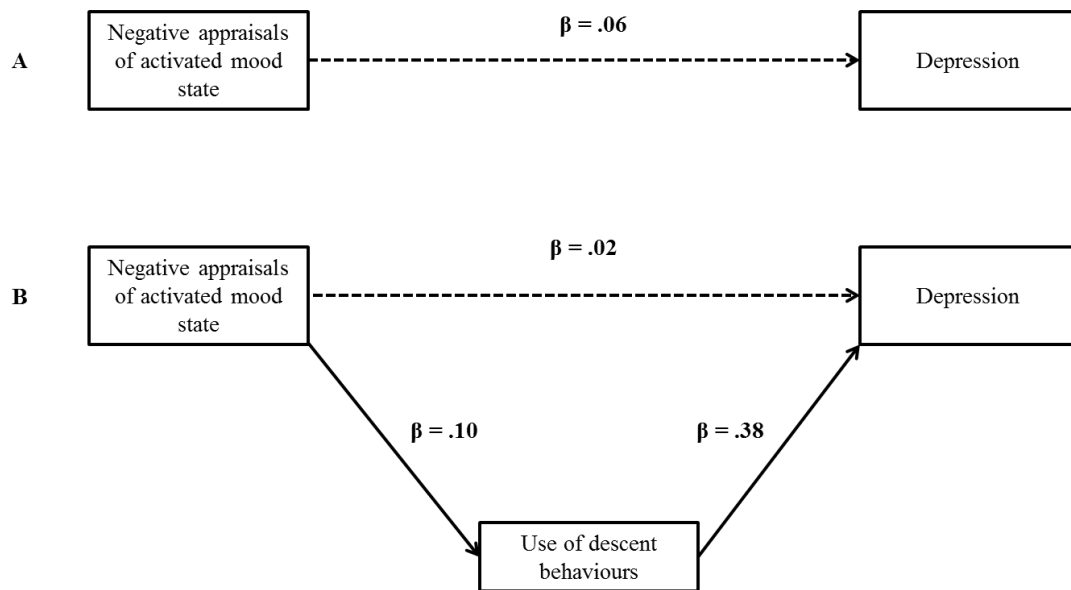 β = .06
A
Negative appraisals
of activated mood
state
Depression
β = .02
B
Negative appraisals
of activated mood
state
Depression
β = .10
β = .38
Use of descent
behaviours